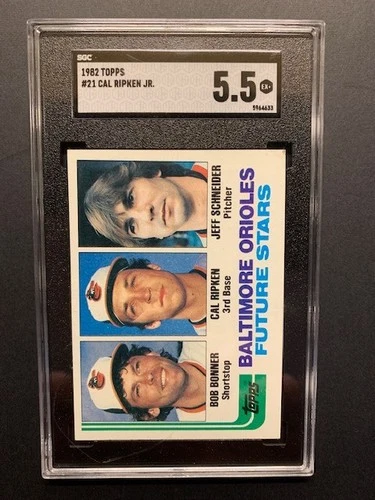 SGC
1982 TOPPS
#21 CAL RIPKEN JR.
5.5
EX+
5964633
BOB BONNER
Shortstop
CAL RIPKEN
3rd Base
JEFF SCHNEIDER
Pitcher
BALTIMORE ORIOLES
FUTURE STARS
Topps